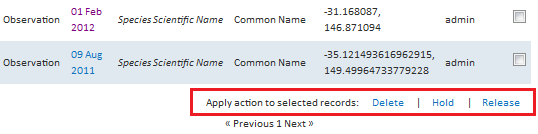 Observation 01 Feb 2012 Species Scientific Name Common Name -31.168087, 146.871094 admin
Observation 09 Aug 2011 Species Scientific Name Common Name -35.121493616962915, 149.49964733779228 admin
Apply action to selected records: Delete | Hold | Release
« Previous 1 Next »